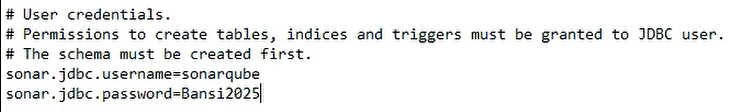 # User credentials.
# Permissions to create tables, indices and triggers must be granted to JDBC user.
# The schema must be created first.
sonar.jdbc.username=sonarqube
sonar.jdbc.password=Bansi2025